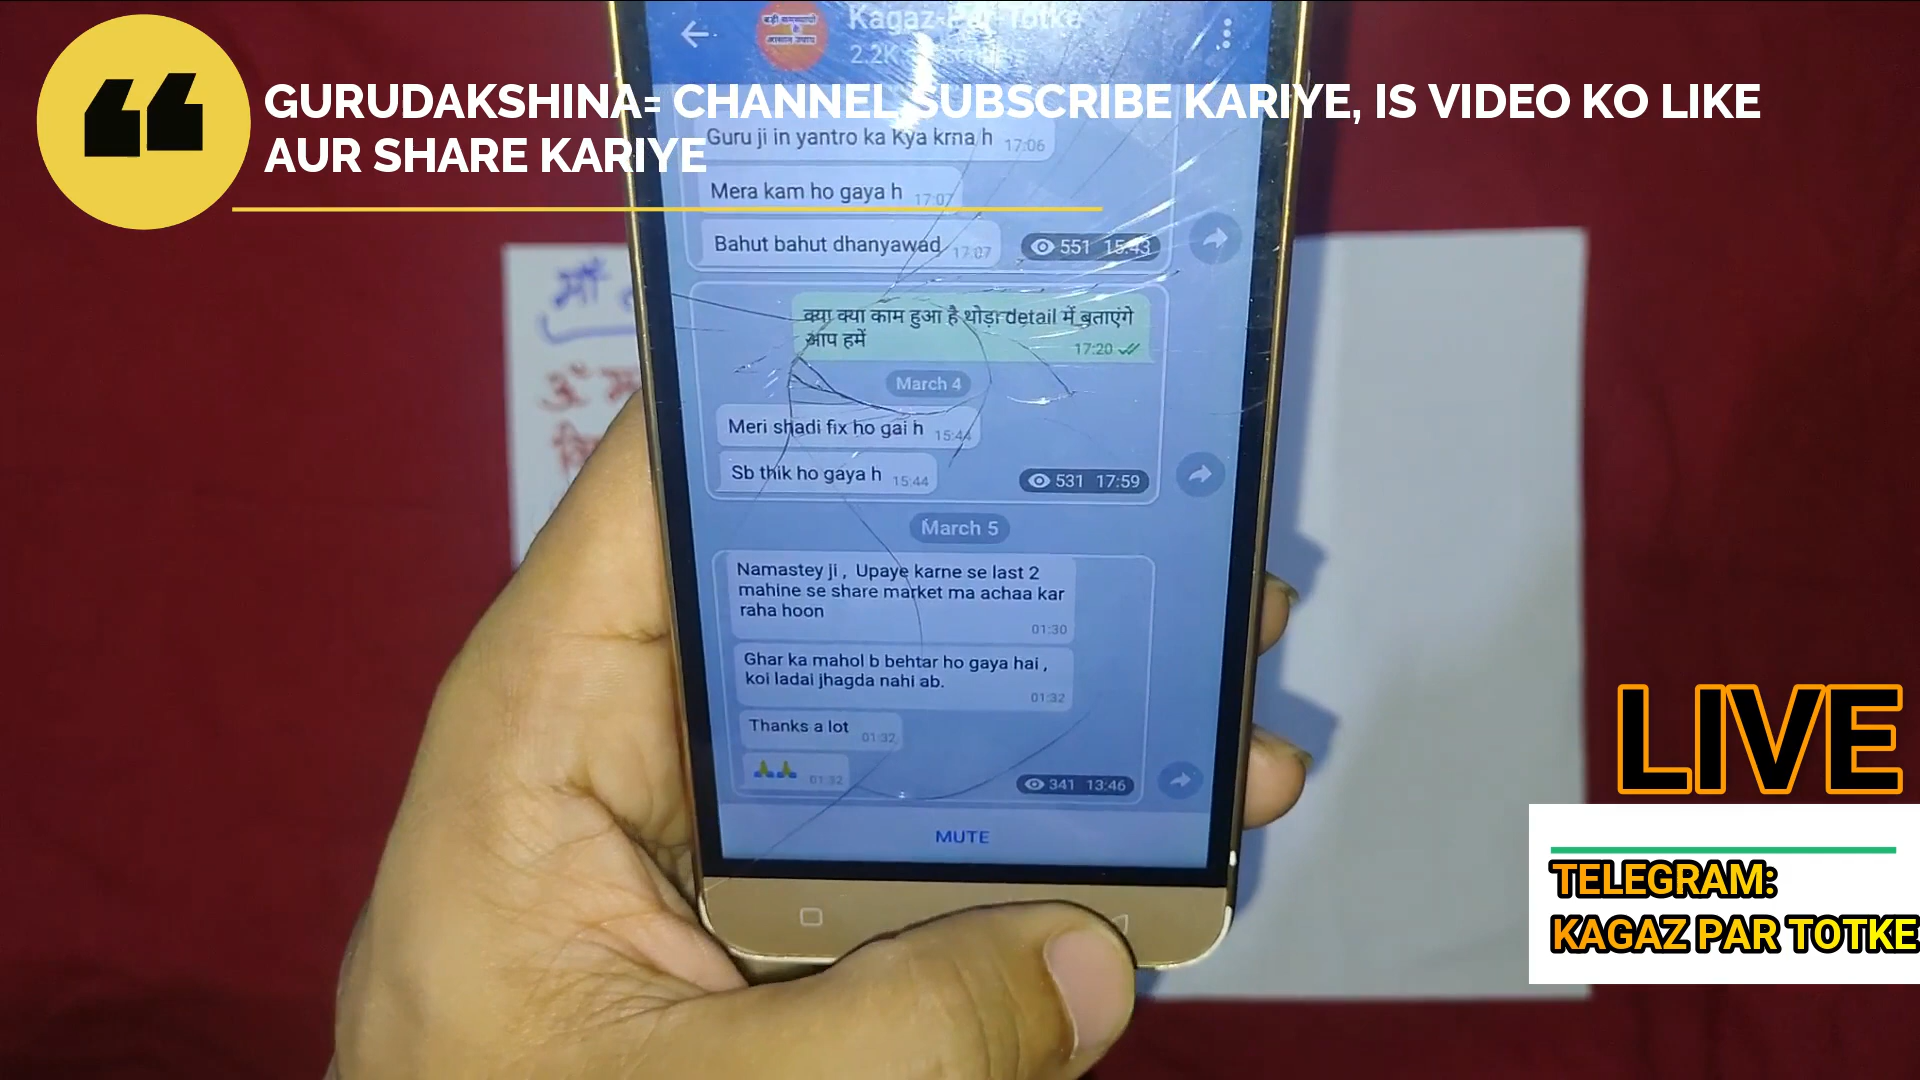 Kagaz Par Totke
2.2K
GURUDAKSHINA= CHANNEL SUBSCRIBE KARIYE, IS VIDEO KO LIKE
AUR SHARE KARIYE
Guru ji in yantro ka Kya krna h 17:06
Mera kam ho gaya h 17:07
Bahut bahut dhanyawad 17:07
551 15:43
क्या क्या काम हुआ है थोड़ा detail में बताएंगे
आप हमें 17:20
March 4
Meri shadi fix ho gai h 15:44
Sb thik ho gaya h 15:44
531 17:59
March 5
Namastey ji , Upaye karne se last 2
mahine se share market ma achaa kar
raha hoon
01:30
Ghar ka mahol b behtar ho gaya hai ,
koi ladai jhagda nahi ab.
01:32
Thanks a lot 01:32
01:32
341 13:46
MUTE
माँ
ॐ
LIVE
TELEGRAM:
KAGAZ PAR TOTKE